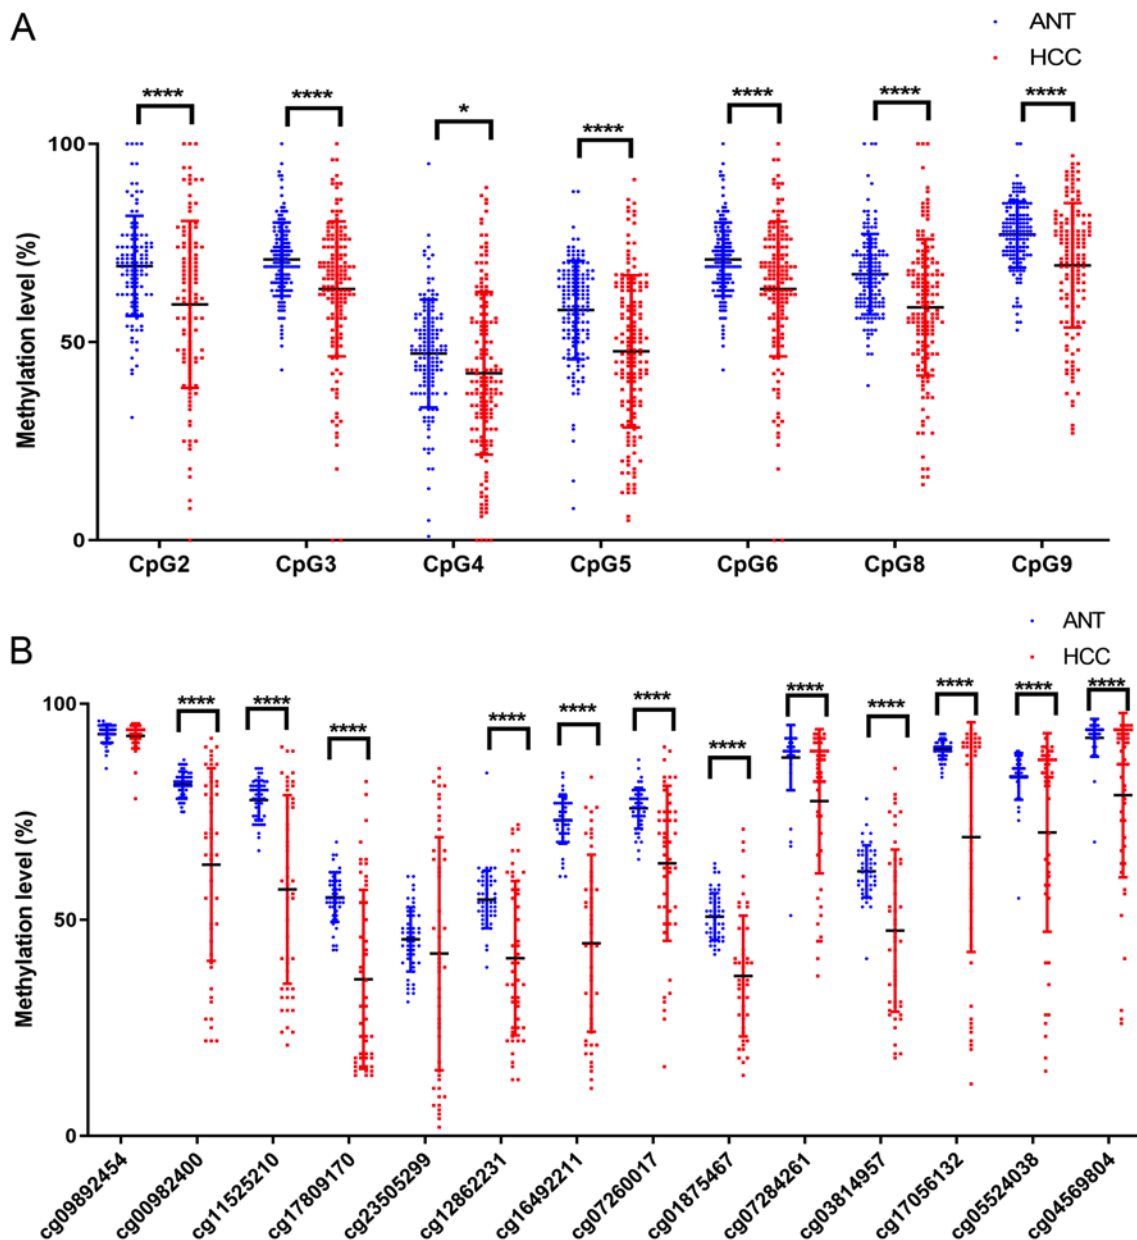 A
ANT
HCC
**** **** * **** **** **** ****
100
50
0
Methylation level (%)
CpG2 CpG3 CpG4 CpG5 CpG6 CpG8 CpG9
B
ANT
HCC
**** **** **** **** **** **** **** **** **** **** **** ****
100
50
0
Methylation level (%)
cg09892454 cg00982400 cg11525210 cg17809170 cg23505299 cg12862231 cg16492211 cg07260017 cg01875467 cg07284261 cg03814957 cg17056132 cg05524038 cg04569804